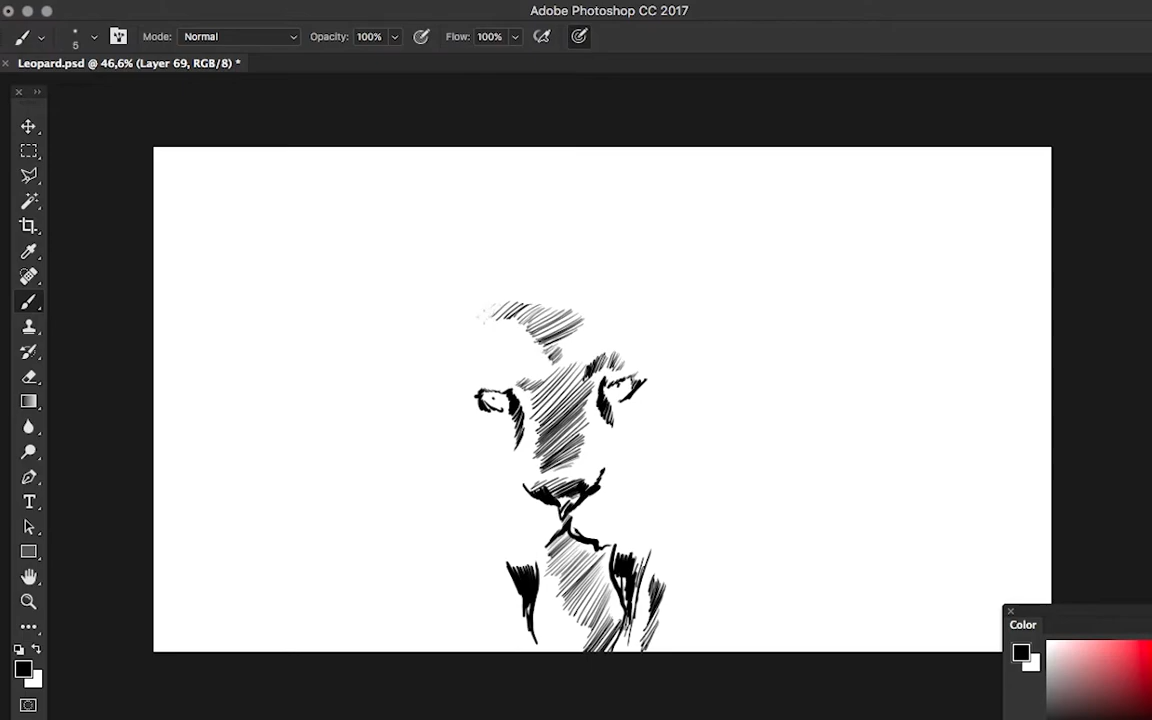 Adobe Photoshop CC 2017
5 Mode: Normal Opacity: 100% Flow: 100%
Leopard.psd @ 46,6% (Layer 69, RGB/8) *
Color